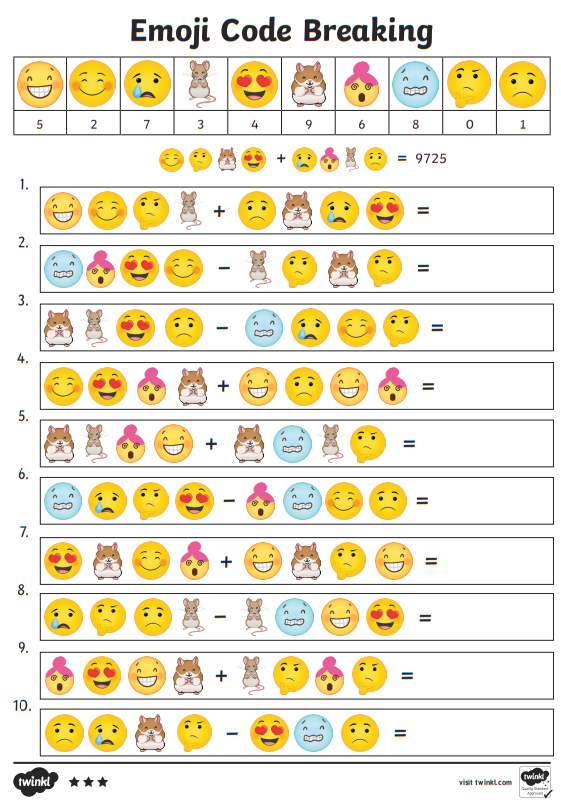 Emoji Code Breaking
5 2 7 3 4 9 6 8 0 1
+ = 9725
1. + =
2. - =
3. - =
4. + =
5. + =
6. - =
7. + =
8. - =
9. + =
10. - =
twinkl visit twinkl.com twinkl
Quality Standard
Approved